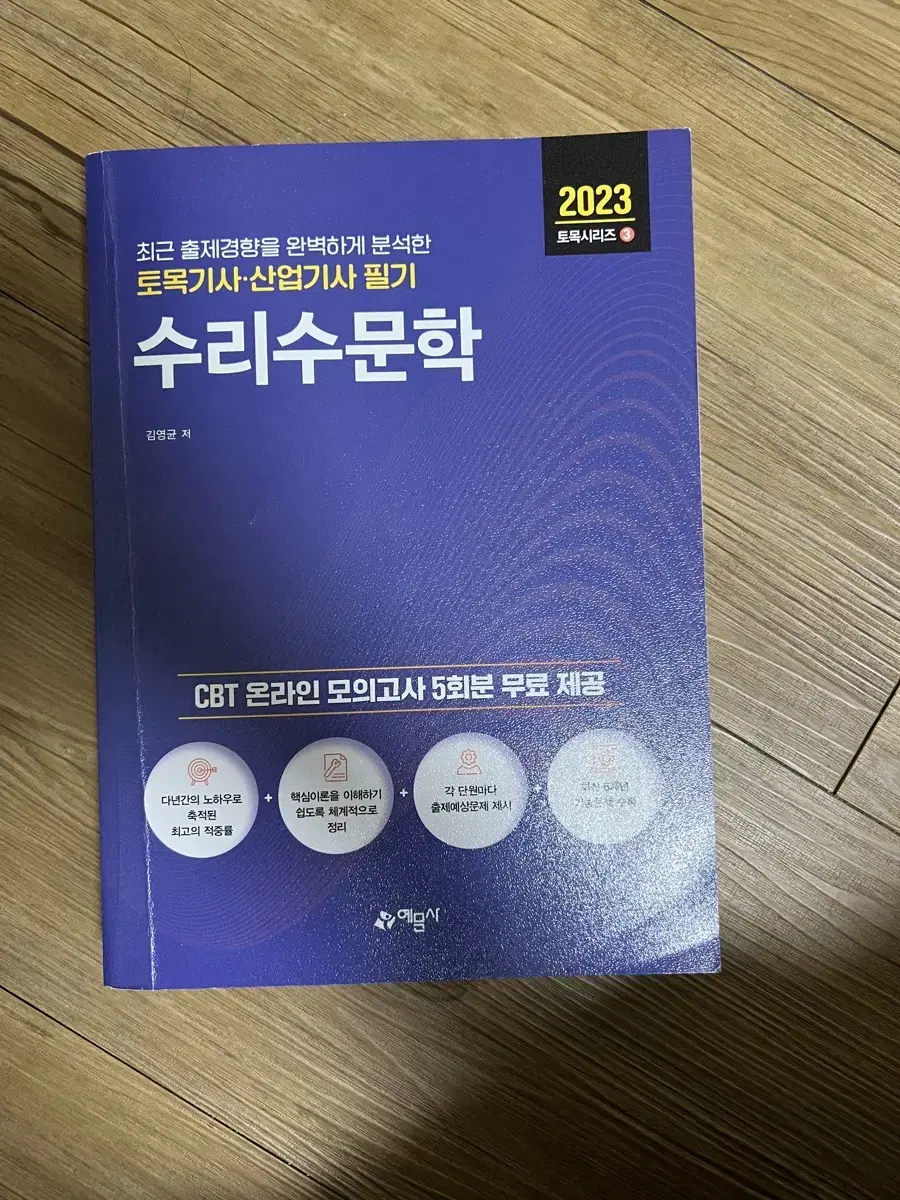 2023
토목시리즈 3
최근 출제경향을 완벽하게 분석한
토목기사·산업기사 필기
수리수문학
김영균 저
CBT 온라인 모의고사 5회분 무료 제공
다년간의 노하우로
축적된
최고의 적중률
+
핵심이론을 이해하기
쉽도록 체계적으로
정리
+
각 단원마다
출제예상문제 제시
예문사